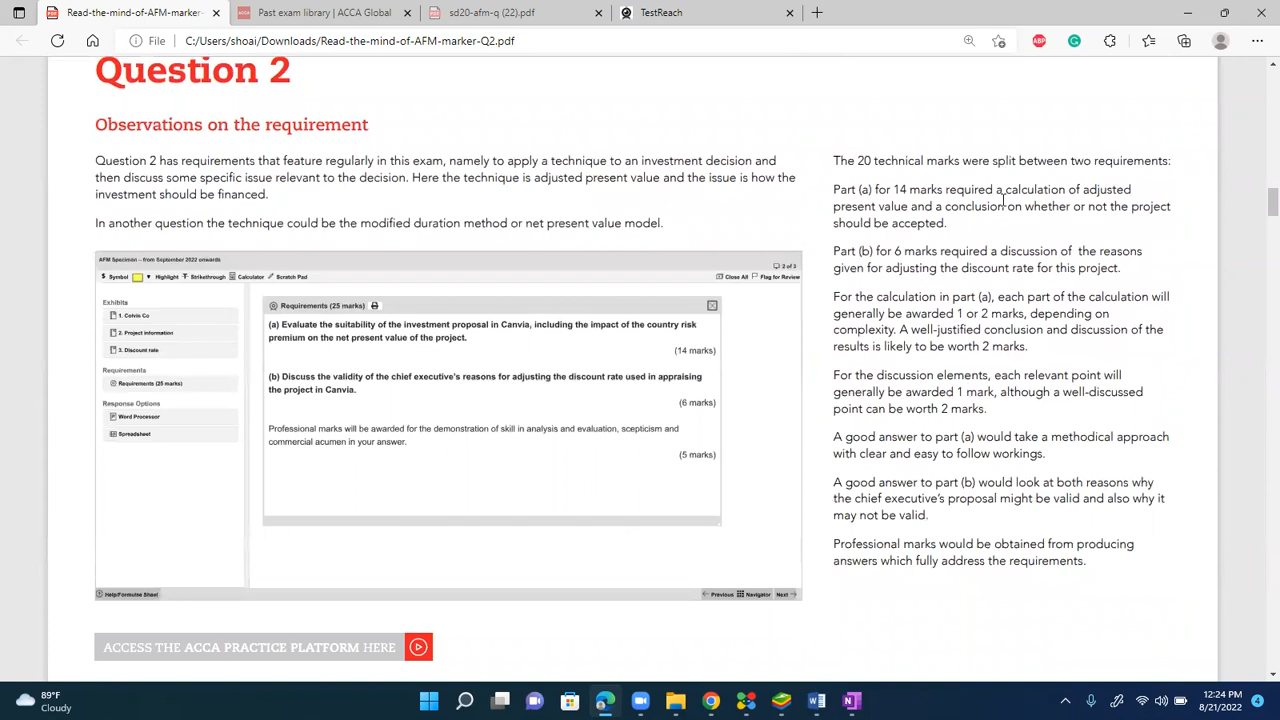 Read-the-mind-of-AFM-marker-Q2.p
Past exam library | ACCA Global
sd20-afm-q (22).pdf
TestReach
File
C:/Users/shoai/Downloads/Read-the-mind-of-AFM-marker-Q2.pdf
Question 2
Observations on the requirement
Question 2 has requirements that feature regularly in this exam, namely to apply a technique to an investment decision and
then discuss some specific issue relevant to the decision. Here the technique is adjusted present value and the issue is how the
investment should be financed.
In another question the technique could be the modified duration method or net present value model.
AFM Specimen – from September 2022 onwards
2 of 3
Symbol Highlight Strikethrough Calculator Scratch Pad
Close All Flag for Review
Exhibits
1. Colvin Co
2. Project information
3. Discount rate
Requirements
Requirements (25 marks)
Response Options
Word Processor
Spreadsheet
Requirements (25 marks)
(a) Evaluate the suitability of the investment proposal in Canvia, including the impact of the country risk
premium on the net present value of the project.
(14 marks)
(b) Discuss the validity of the chief executive's reasons for adjusting the discount rate used in appraising
the project in Canvia.
(6 marks)
Professional marks will be awarded for the demonstration of skill in analysis and evaluation, scepticism and
commercial acumen in your answer.
(5 marks)
Help/Formulae Sheet
Previous Navigator Next
ACCESS THE ACCA PRACTICE PLATFORM HERE
The 20 technical marks were split between two requirements:
Part (a) for 14 marks required a calculation of adjusted
present value and a conclusion on whether or not the project
should be accepted.
Part (b) for 6 marks required a discussion of the reasons
given for adjusting the discount rate for this project.
For the calculation in part (a), each part of the calculation will
generally be awarded 1 or 2 marks, depending on
complexity. A well-justified conclusion and discussion of the
results is likely to be worth 2 marks.
For the discussion elements, each relevant point will
generally be awarded 1 mark, although a well-discussed
point can be worth 2 marks.
A good answer to part (a) would take a methodical approach
with clear and easy to follow workings.
A good answer to part (b) would look at both reasons why
the chief executive's proposal might be valid and also why it
may not be valid.
Professional marks would be obtained from producing
answers which fully address the requirements.
89°F
Cloudy
12:24 PM
8/21/2022
4